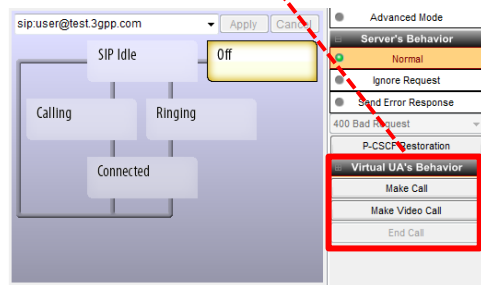 sip:user@test.3gpp.com
Apply
Cancel
SIP Idle
Off
Calling
Ringing
Connected
Advanced Mode
Server's Behavior
Normal
Ignore Request
Send Error Response
400 Bad Request
P-CSCF Restoration
Virtual UA's Behavior
Make Call
Make Video Call
End Call